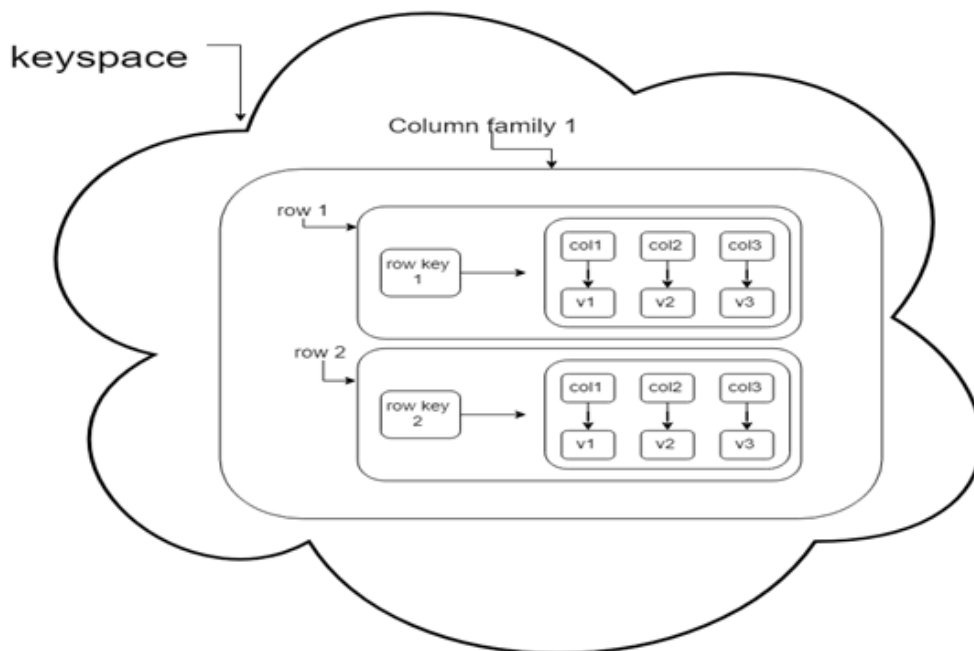 keyspace
Column family 1
row 1
row key
1
col1 col2 col3
v1 v2 v3
row 2
row key
2
col1 col2 col3
v1 v2 v3